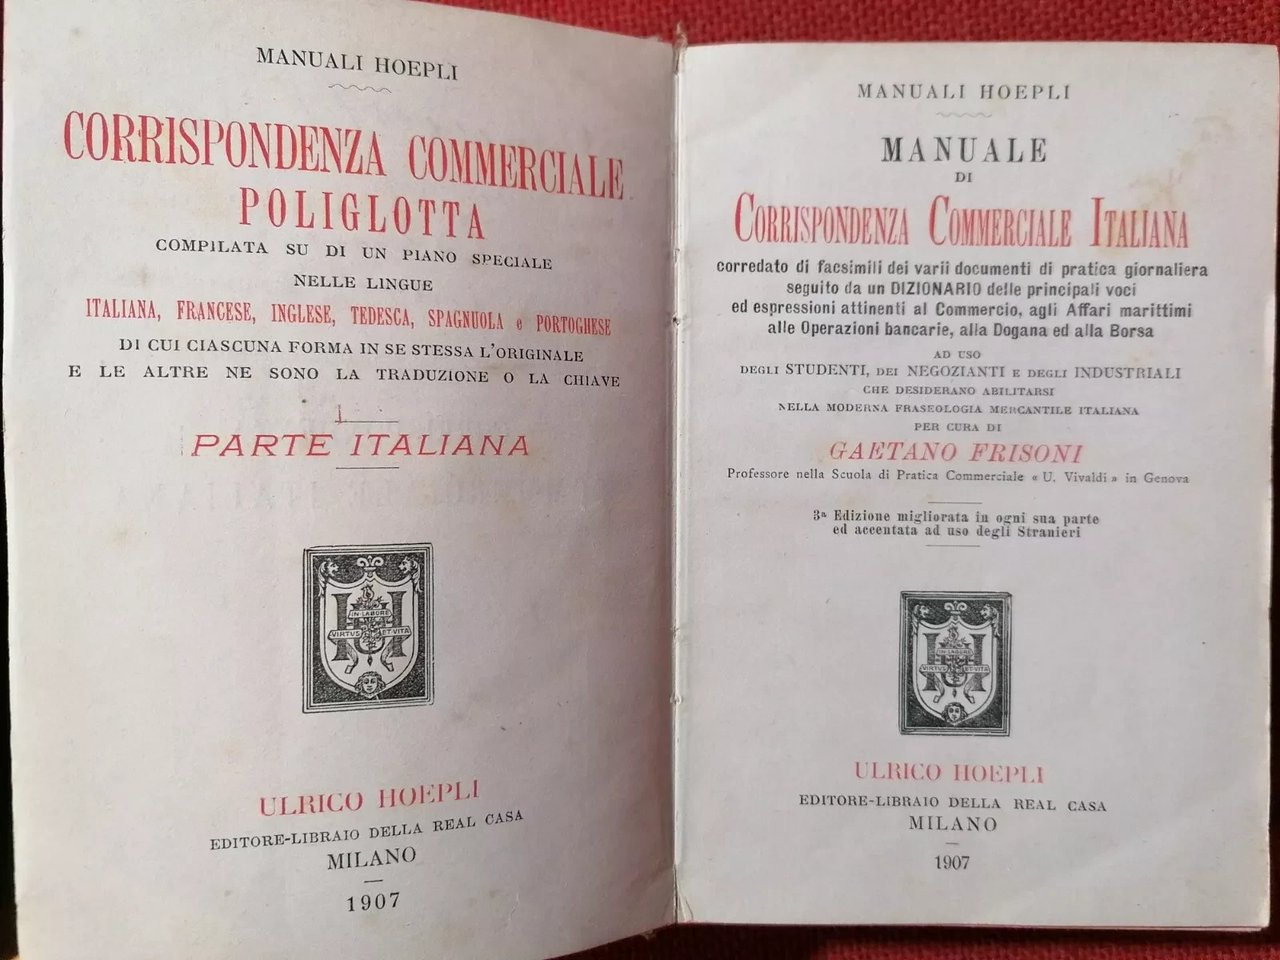 MANUALI HOEPLI
CORRISPONDENZA COMMERCIALE
POLIGLOTTA
COMPILATA SU DI UN PIANO SPECIALE
NELLE LINGUE
ITALIANA, FRANCESE, INGLESE, TEDESCA, SPAGNUOLA e PORTOGHESE
DI CUI CIASCUNA FORMA IN SE STESSA L'ORIGINALE
E LE ALTRE NE SONO LA TRADUZIONE O LA CHIAVE
I
PARTE ITALIANA
H
IN·LABORE
VIRTUS ET·VITA
ULRICO HOEPLI
EDITORE-LIBRAIO DELLA REAL CASA
MILANO
1907
MANUALI HOEPLI
MANUALE
DI
CORRISPONDENZA COMMERCIALE ITALIANA
corredato di facsimili dei varii documenti di pratica giornaliera
seguito da un DIZIONARIO delle principali voci
ed espressioni attinenti al Commercio, agli Affari marittimi
alle Operazioni bancarie, alla Dogana ed alla Borsa
AD USO
DEGLI STUDENTI, DEI NEGOZIANTI E DEGLI INDUSTRIALI
CHE DESIDERANO ABILITARSI
NELLA MODERNA FRASEOLOGIA MERCANTILE ITALIANA
PER CURA DI
GAETANO FRISONI
Professore nella Scuola di Pratica Commerciale « U. Vivaldi » in Genova
3ª Edizione migliorata in ogni sua parte
ed accentata ad uso degli Stranieri
H
IN·LABORE
VIRTUS ET·VITA
ULRICO HOEPLI
EDITORE-LIBRAIO DELLA REAL CASA
MILANO
1907